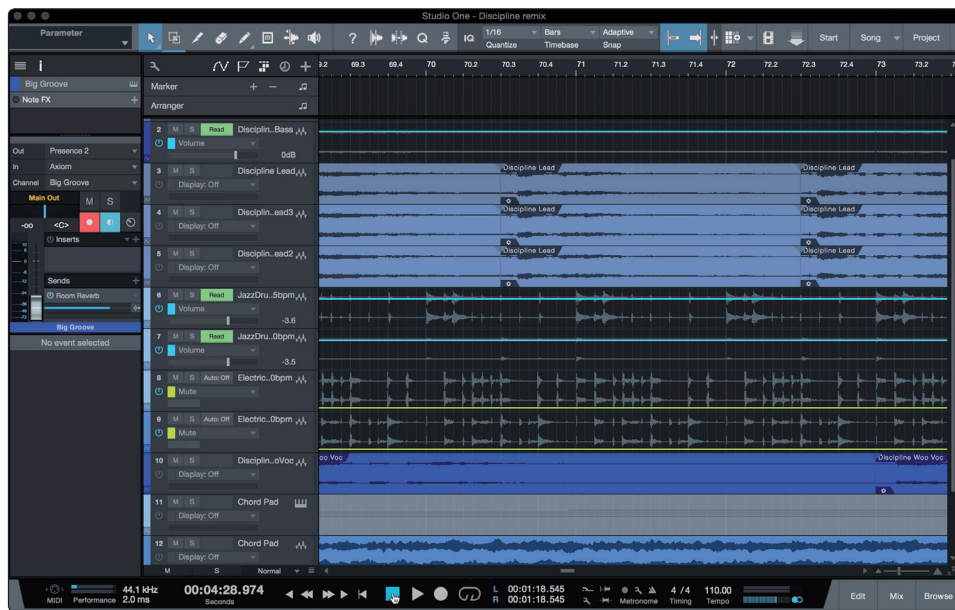 Studio One - Discipline remix
Parameter
IQ
1/16
Quantize
Bars
Timebase
Adaptive
Snap
Start
Song
Project
9.2 69.3 69.4 70 70.2 70.3 70.4 71 71.2 71.3 71.4 72 72.2 72.3 72.4 73 73.2
Big Groove
Note FX
Marker
Arranger
Out Presence 2
In Axiom
Channel Big Groove
Main Out
M S
-oo <C>
Inserts
Sends
Room Reverb
Big Groove
No event selected
2 M S Read Disciplin..Bass
Volume
0dB
3 M S Discipline Lead
Display: Off
Discipline Lead Discipline Lead
4 M S Disciplin..ead3
Display: Off
Discipline Lead Discipline Lead
5 M S Disciplin..ead2
Display: Off
Discipline Lead Discipline Lead
6 M S Read JazzDru..5bpm
Volume
-3.6
7 M S Read JazzDru..0bpm
Volume
-3.5
8 M S Auto: Off Electric..0bpm
Mute
9 M S Auto: Off Electric..0bpm
Mute
10 M S Disciplin..oVoc
Display: Off
oo Voc Discipline Woo Voc
11 M S Chord Pad
Display: Off
12 M S Chord Pad
Display: Off
M S Normal
MIDI Performance
44.1 kHz
2.0 ms
00:04:28.974
Seconds
L 00:01:18.545
R 00:01:18.545
Metronome
4 / 4
Timing
110.00
Tempo
Edit Mix Browse